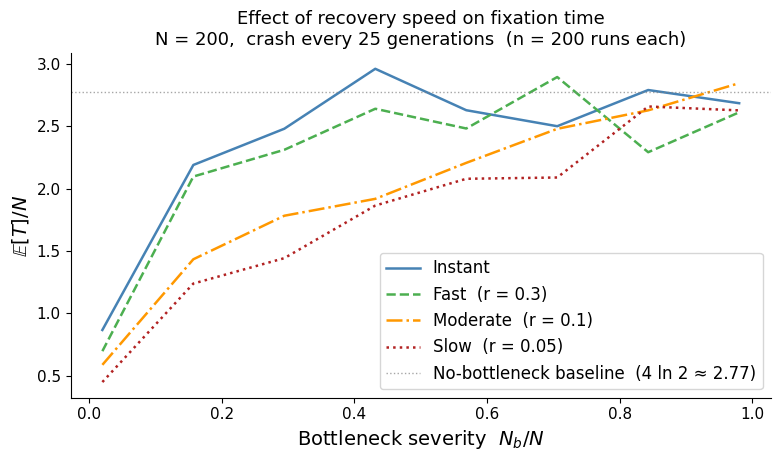 Effect of recovery speed on fixation time
N = 200,  crash every 25 generations  (n = 200 runs each)
𝔼[T]/N
3.0
2.5
2.0
1.5
1.0
0.5
Instant
Fast  (r = 0.3)
Moderate  (r = 0.1)
Slow  (r = 0.05)
No-bottleneck baseline  (4 ln 2 ≈ 2.77)
0.0 0.2 0.4 0.6 0.8 1.0
Bottleneck severity  N_b/N